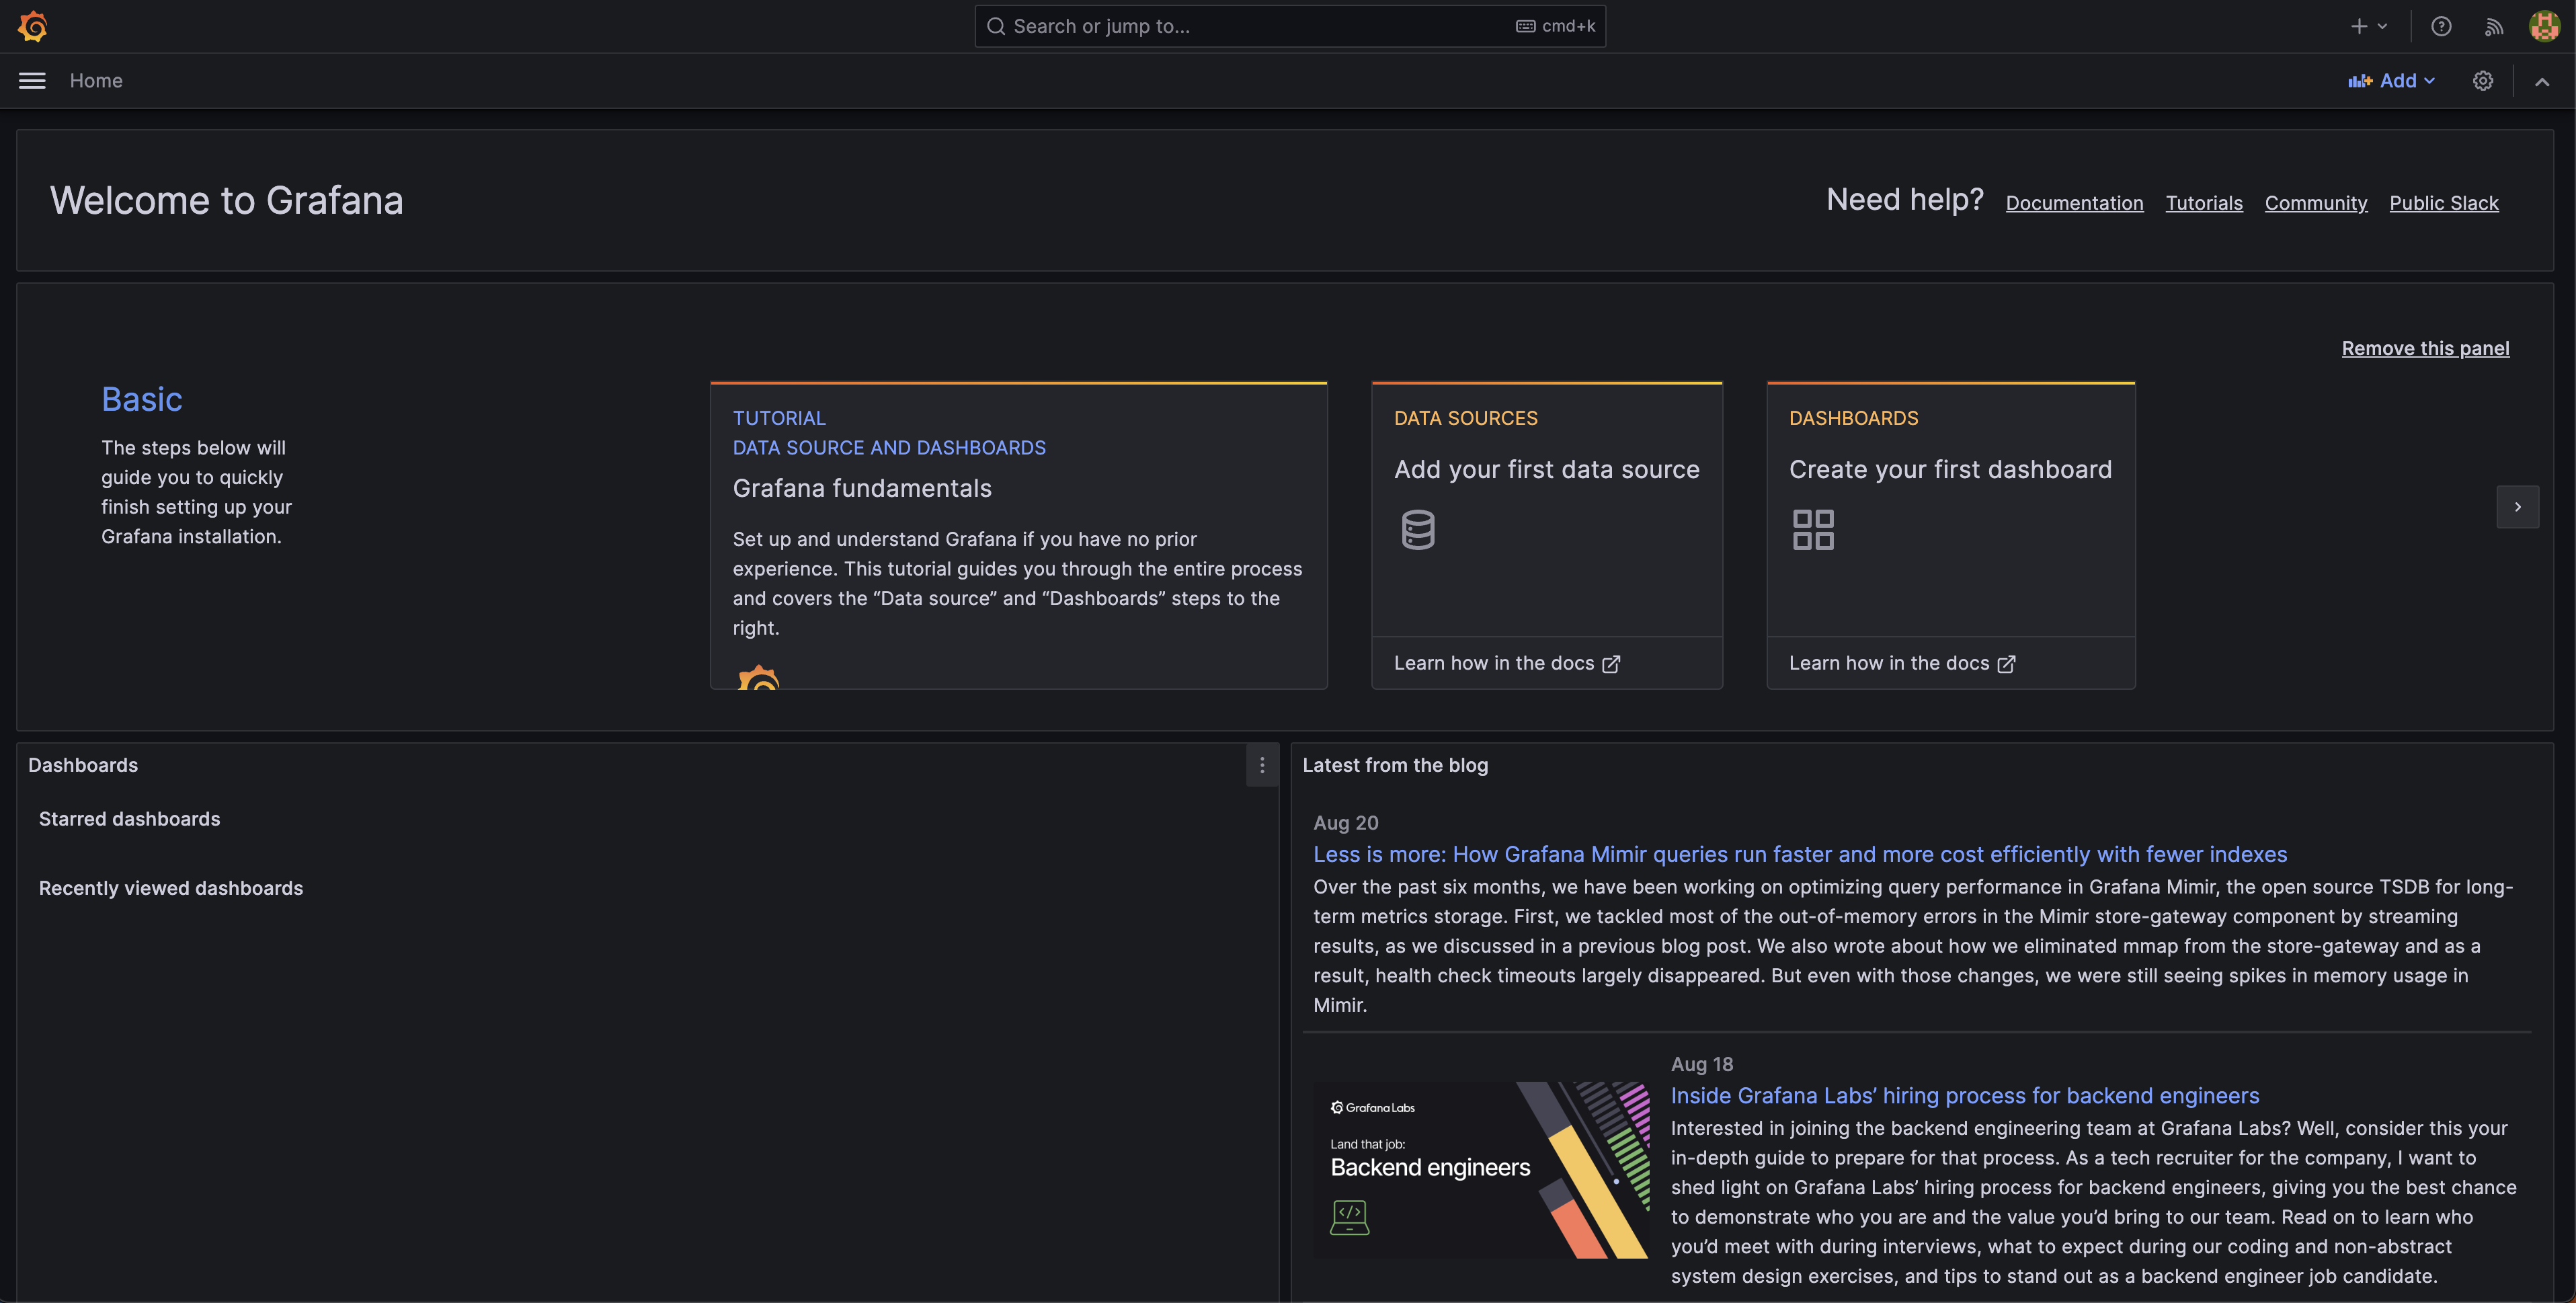 Search or jump to...
cmd+k
Home
Add
Welcome to Grafana
Need help?
Documentation
Tutorials
Community
Public Slack
Remove this panel
Basic
The steps below will
guide you to quickly
finish setting up your
Grafana installation.
TUTORIAL
DATA SOURCE AND DASHBOARDS
Grafana fundamentals
Set up and understand Grafana if you have no prior
experience. This tutorial guides you through the entire process
and covers the “Data source” and “Dashboards” steps to the
right.
DATA SOURCES
Add your first data source
Learn how in the docs
DASHBOARDS
Create your first dashboard
Learn how in the docs
Dashboards
Starred dashboards
Recently viewed dashboards
Latest from the blog
Aug 20
Less is more: How Grafana Mimir queries run faster and more cost efficiently with fewer indexes
Over the past six months, we have been working on optimizing query performance in Grafana Mimir, the open source TSDB for long-
term metrics storage. First, we tackled most of the out-of-memory errors in the Mimir store-gateway component by streaming
results, as we discussed in a previous blog post. We also wrote about how we eliminated mmap from the store-gateway and as a
result, health check timeouts largely disappeared. But even with those changes, we were still seeing spikes in memory usage in
Mimir.
Grafana Labs
Land that job:
Backend engineers
</>
Aug 18
Inside Grafana Labs’ hiring process for backend engineers
Interested in joining the backend engineering team at Grafana Labs? Well, consider this your
in-depth guide to prepare for that process. As a tech recruiter for the company, I want to
shed light on Grafana Labs’ hiring process for backend engineers, giving you the best chance
to demonstrate who you are and the value you’d bring to our team. Read on to learn who
you’d meet with during interviews, what to expect during our coding and non-abstract
system design exercises, and tips to stand out as a backend engineer job candidate.